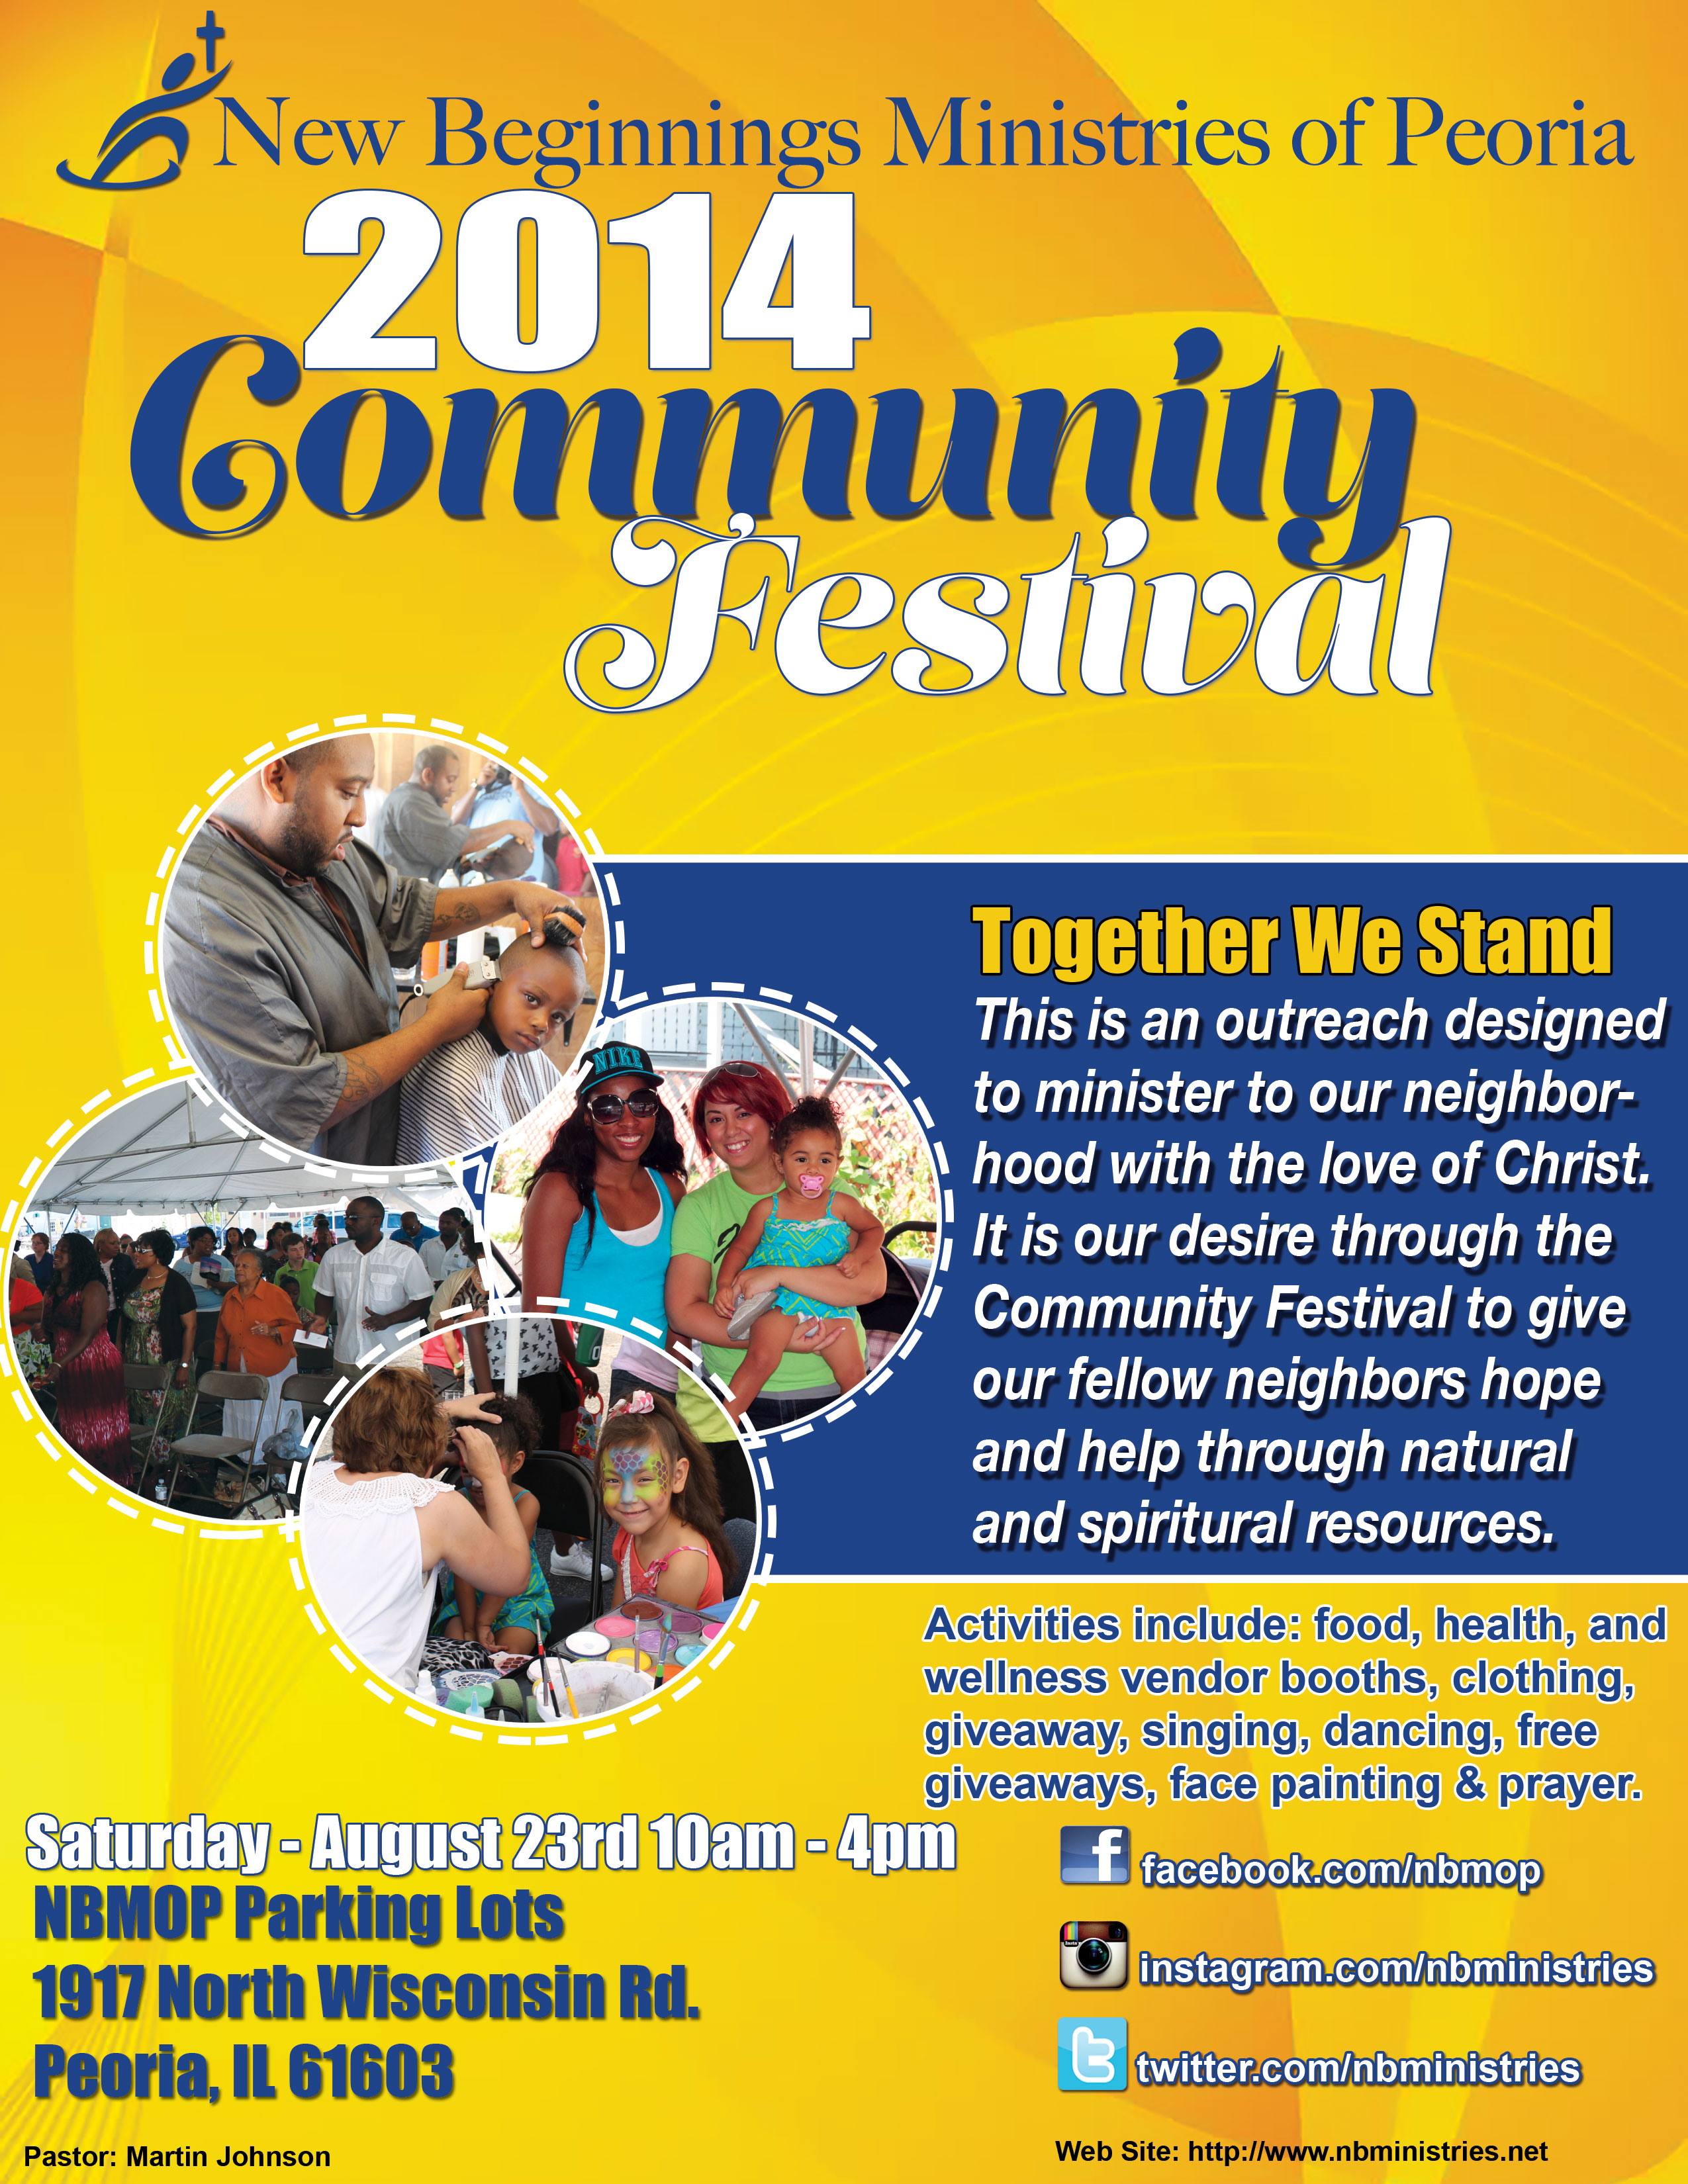 New Beginnings Ministries of Peoria
2014
Community
Festival
NIKE
Together We Stand
This is an outreach designed
to minister to our neighbor-
hood with the love of Christ.
It is our desire through the
Community Festival to give
our fellow neighbors hope
and help through natural
and spiritural resources.
Activities include: food, health, and
wellness vendor booths, clothing,
giveaway, singing, dancing, free
giveaways, face painting & prayer.
Saturday - August 23rd 10am - 4pm
NBMOP Parking Lots
1917 North Wisconsin Rd.
Peoria, IL 61603
f facebook.com/nbmop
instagram.com/nbministries
t twitter.com/nbministries
Pastor: Martin Johnson
Web Site: http://www.nbministries.net